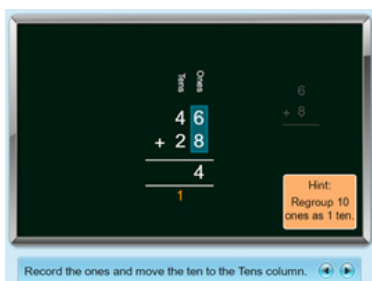 Tens Ones
4 6
+ 2 8
4
1
6
+ 8
Hint:
Regroup 10
ones as 1 ten.
Record the ones and move the ten to the Tens column.